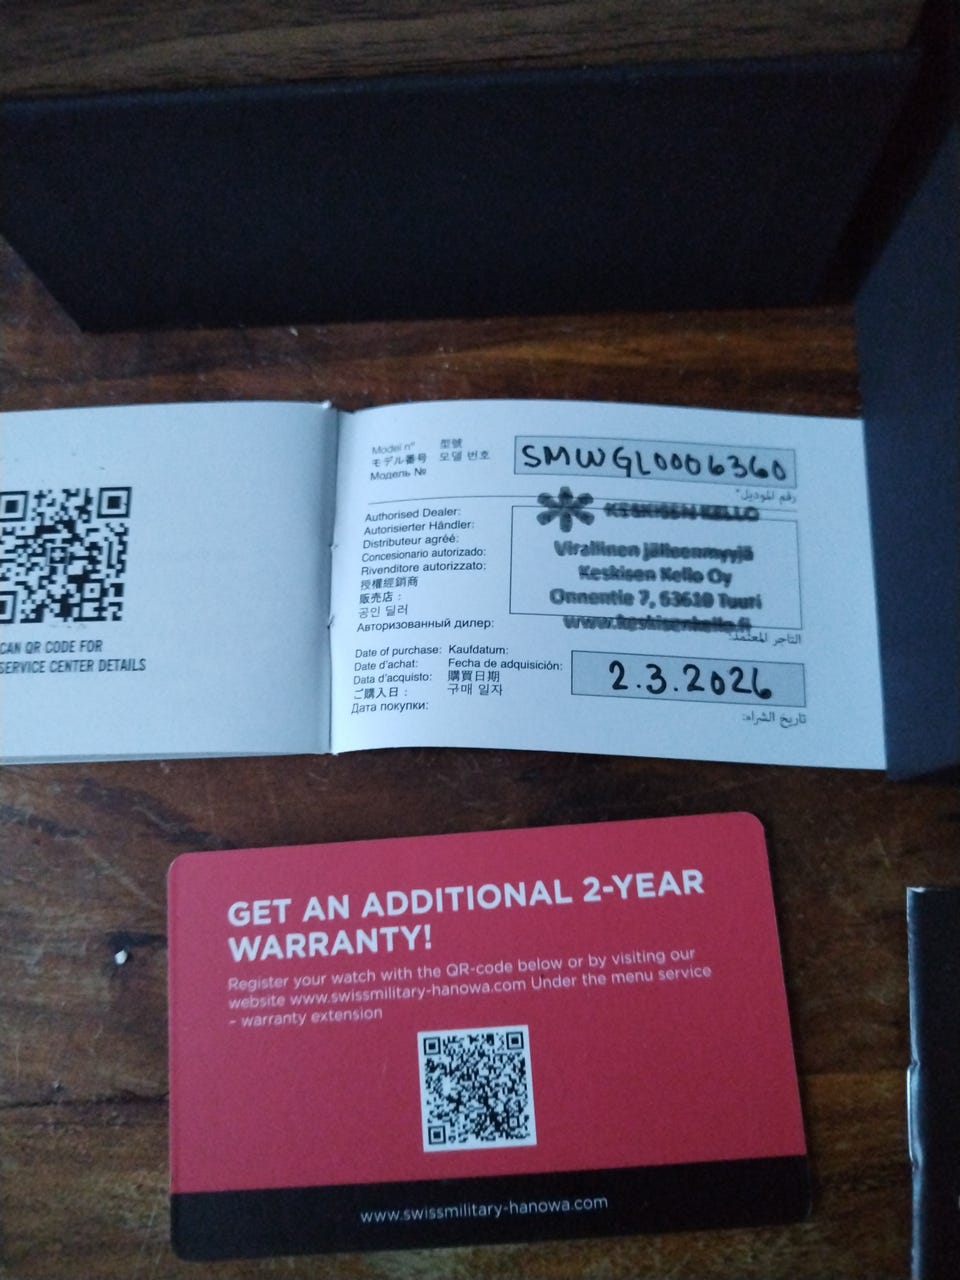 Model n° 型號
モデル番号 모델 번호
Модель №
SMWGL0006360
رقم الموديل:
Authorised Dealer:
Autorisierter Händler:
Distributeur agréé:
Concesionario autorizado:
Rivenditore autorizzato:
授權經銷商
販売店：
공인 딜러
Авторизованный дилер:
KESKISEN KELLO
Virallinen jälleenmyyjä
Keskisen Kello Oy
Onnentie 7, 63610 Tuuri
www.keskisenkello.fi
التاجر المعتمد:
Date of purchase: Kaufdatum:
Date d'achat: Fecha de adquisición:
Data d'acquisto: 購買日期
ご購入日： 구매 일자
Дата покупки:
2.3.2026
تاريخ الشراء:
CAN QR CODE FOR
SERVICE CENTER DETAILS
GET AN ADDITIONAL 2-YEAR
WARRANTY!
Register your watch with the QR-code below or by visiting our
website www.swissmilitary-hanowa.com Under the menu service
– warranty extension
www.swissmilitary-hanowa.com